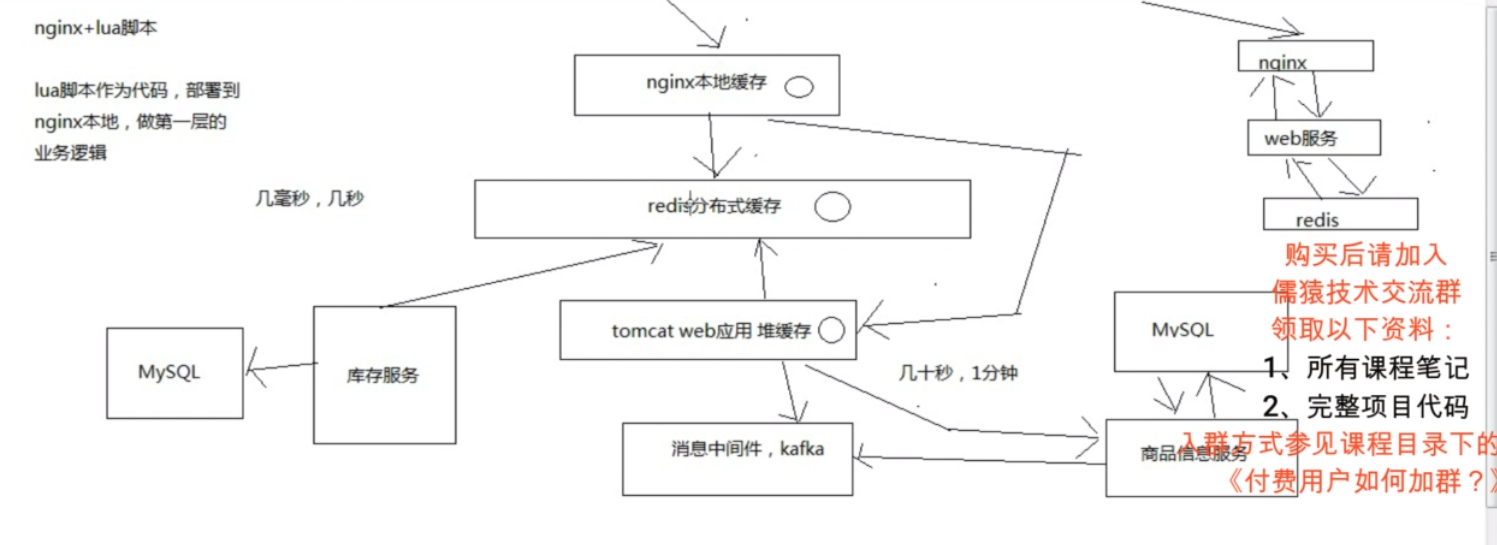 nginx+lua脚本
lua脚本作为代码，部署到
nginx本地，做第一层的
业务逻辑
几毫秒，几秒
nginx本地缓存
redis分布式缓存
tomcat web应用 堆缓存
几十秒，1分钟
MySQL
库存服务
消息中间件，kafka
nginx
web服务
redis
MySQL
商品信息服务
购买后请加入
儒猿技术交流群
领取以下资料：
1、所有课程笔记
2、完整项目代码
入群方式参见课程目录下的
《付费用户如何加群？》